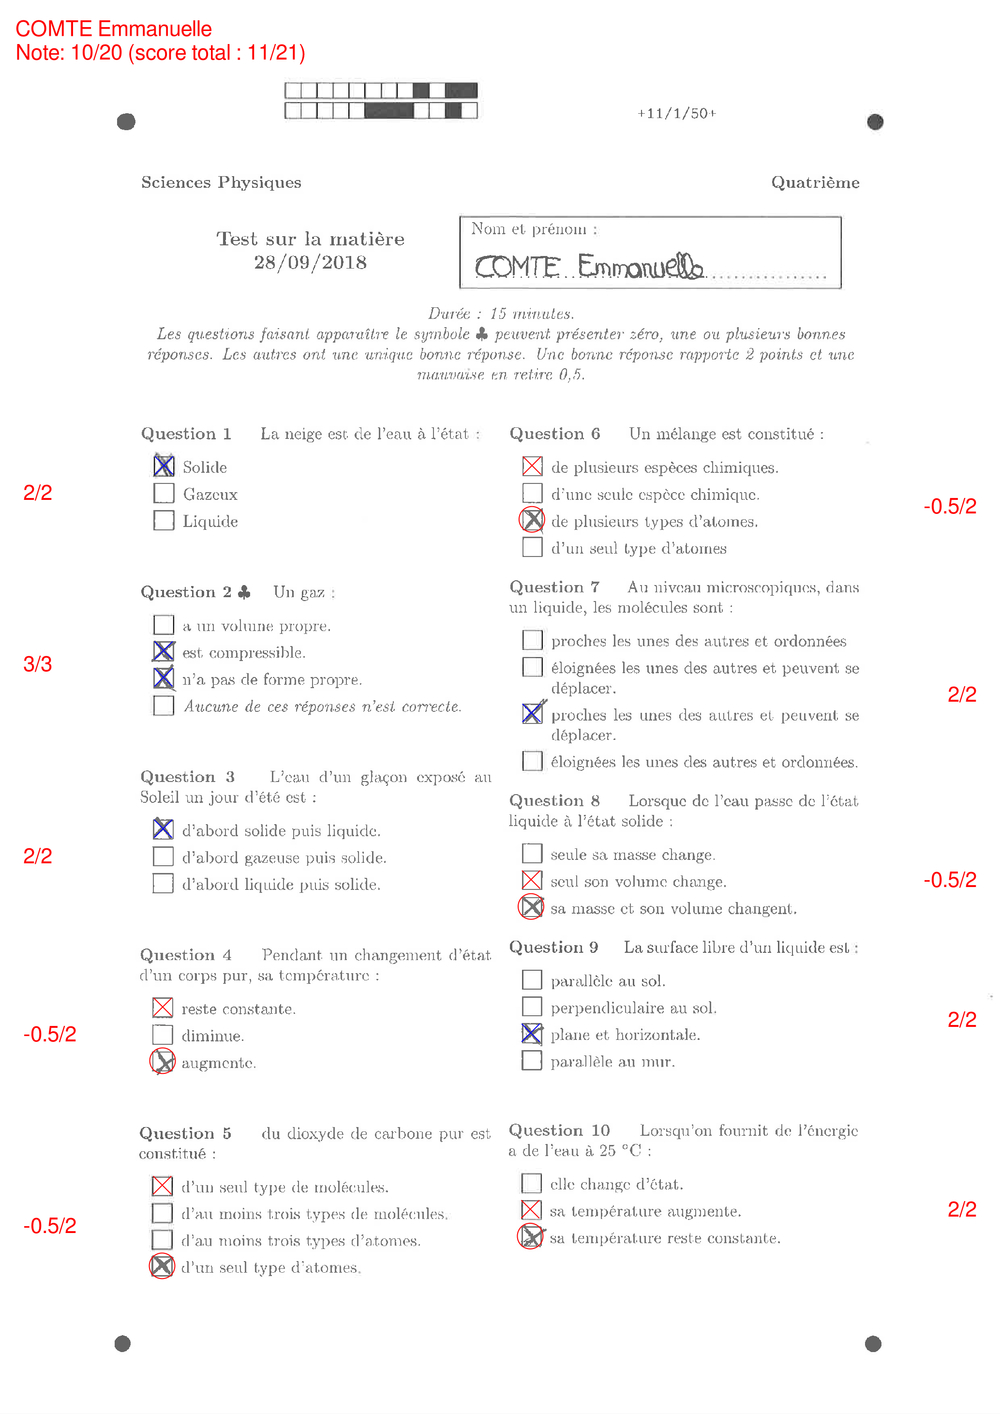 COMTE Emmanuelle
Note: 10/20 (score total : 11/21)
+11/1/50+
Sciences Physiques
Quatrième
Test sur la matière
28/09/2018
Nom et prénom :
COMTE Emmanuelle
Durée : 15 minutes.
Les questions faisant apparaître le symbole ♣ peuvent présenter zéro, une ou plusieurs bonnes
réponses. Les autres ont une unique bonne réponse. Une bonne réponse rapporte 2 points et une
mauvaise en retire 0,5.
Question 1 La neige est de l'eau à l'état :
Solide
2/2
Gazeux
Liquide
Question 2 ♣ Un gaz :
a un volume propre.
est compressible.
3/3
n'a pas de forme propre.
Aucune de ces réponses n'est correcte.
Question 3 L'eau d'un glaçon exposé au
Soleil un jour d'été est :
d'abord solide puis liquide.
2/2
d'abord gazeuse puis solide.
d'abord liquide puis solide.
Question 4 Pendant un changement d'état
d'un corps pur, sa température :
reste constante.
-0.5/2
diminue.
augmente.
Question 5 du dioxyde de carbone pur est
constitué :
d'un seul type de molécules.
d'au moins trois types de molécules.
-0.5/2
d'au moins trois types d'atomes.
d'un seul type d'atomes.
Question 6 Un mélange est constitué :
de plusieurs espèces chimiques.
d'une seule espèce chimique.
-0.5/2
de plusieurs types d'atomes.
d'un seul type d'atomes
Question 7 Au niveau microscopiques, dans
un liquide, les molécules sont :
proches les unes des autres et ordonnées
éloignées les unes des autres et peuvent se
déplacer.
2/2
proches les unes des autres et peuvent se
déplacer.
éloignées les unes des autres et ordonnées.
Question 8 Lorsque de l'eau passe de l'état
liquide à l'état solide :
seule sa masse change.
seul son volume change.
-0.5/2
sa masse et son volume changent.
Question 9 La surface libre d'un liquide est :
parallèle au sol.
perpendiculaire au sol.
2/2
plane et horizontale.
parallèle au mur.
Question 10 Lorsqu'on fournit de l'énergie
a de l'eau à 25 °C :
elle change d'état.
sa température augmente.
2/2
sa température reste constante.